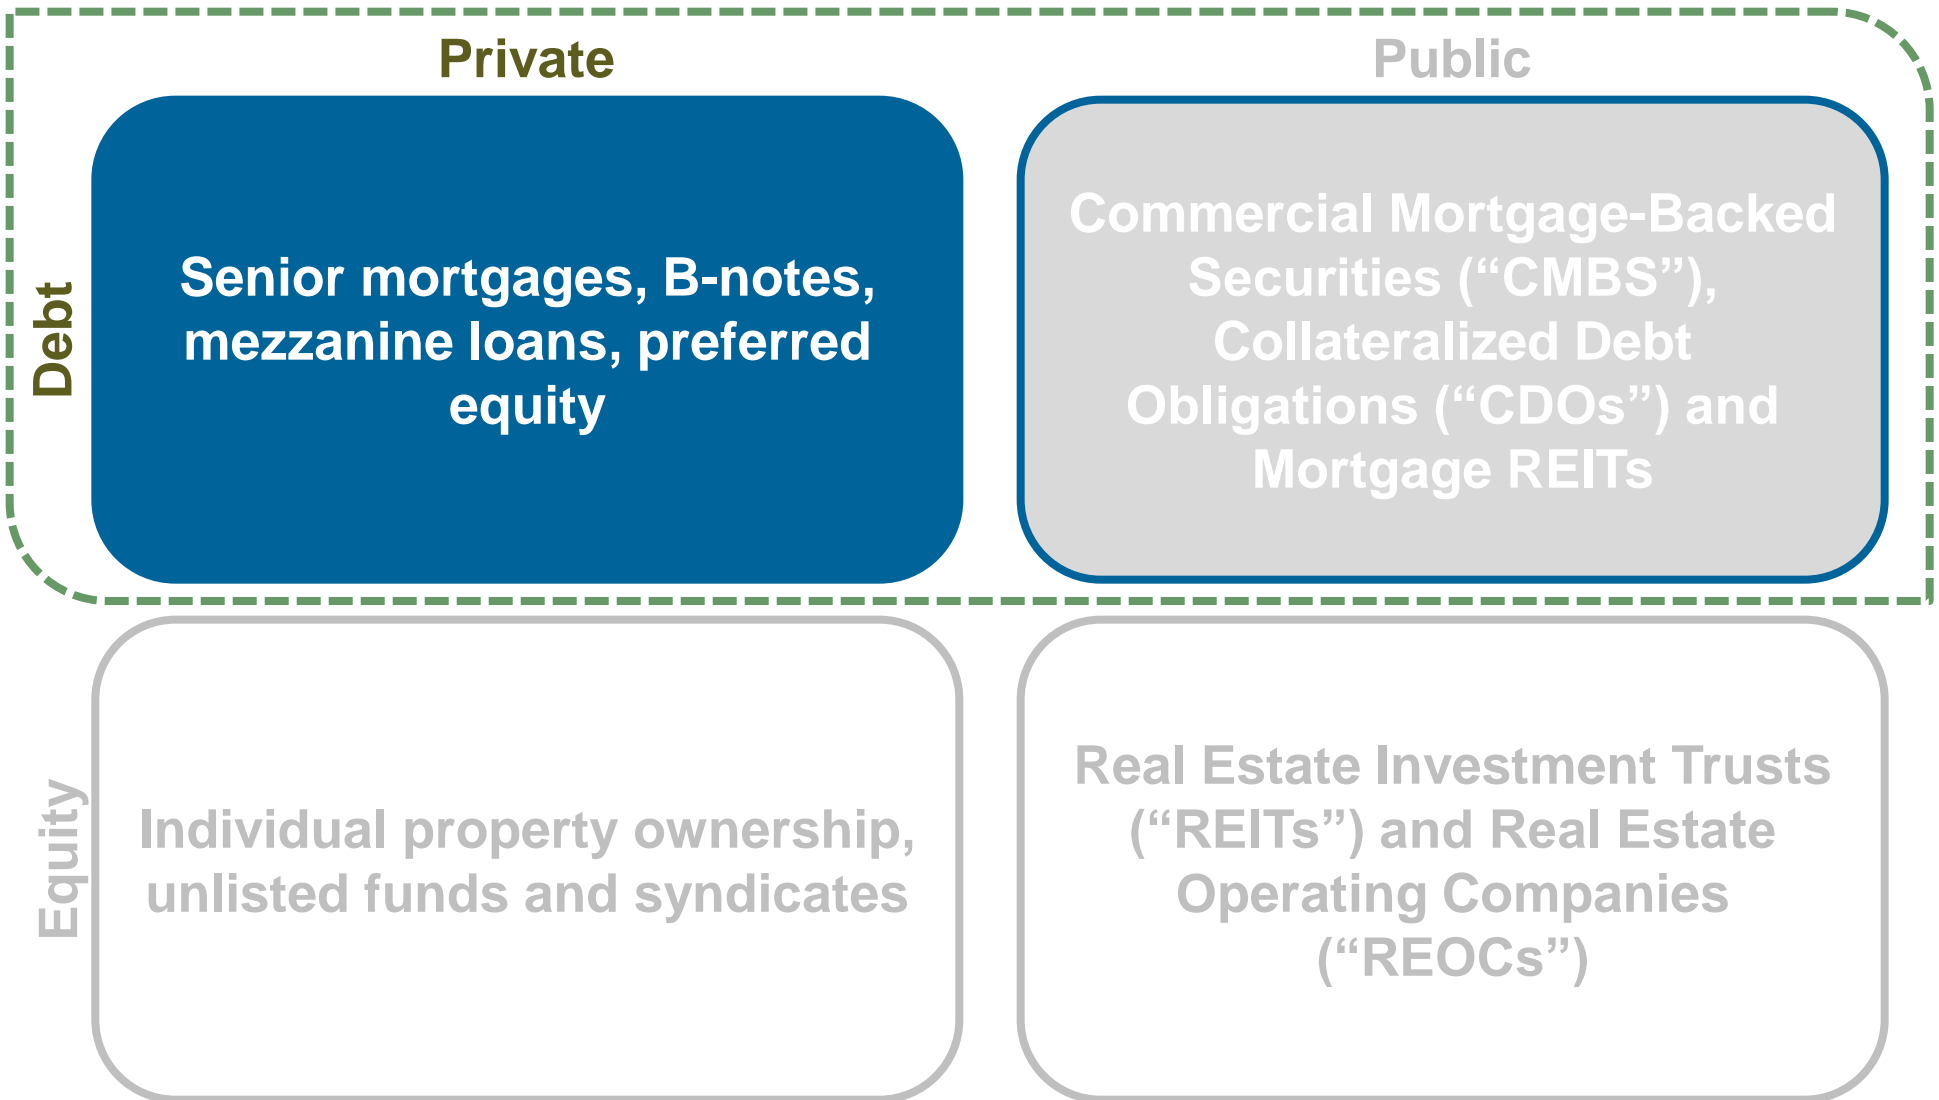 Private
Public
Debt
Senior mortgages, B-notes,
mezzanine loans, preferred
equity
Commercial Mortgage-Backed
Securities (“CMBS”),
Collateralized Debt
Obligations (“CDOs”) and
Mortgage REITs
Equity
Individual property ownership,
unlisted funds and syndicates
Real Estate Investment Trusts
(“REITs”) and Real Estate
Operating Companies
(“REOCs”)